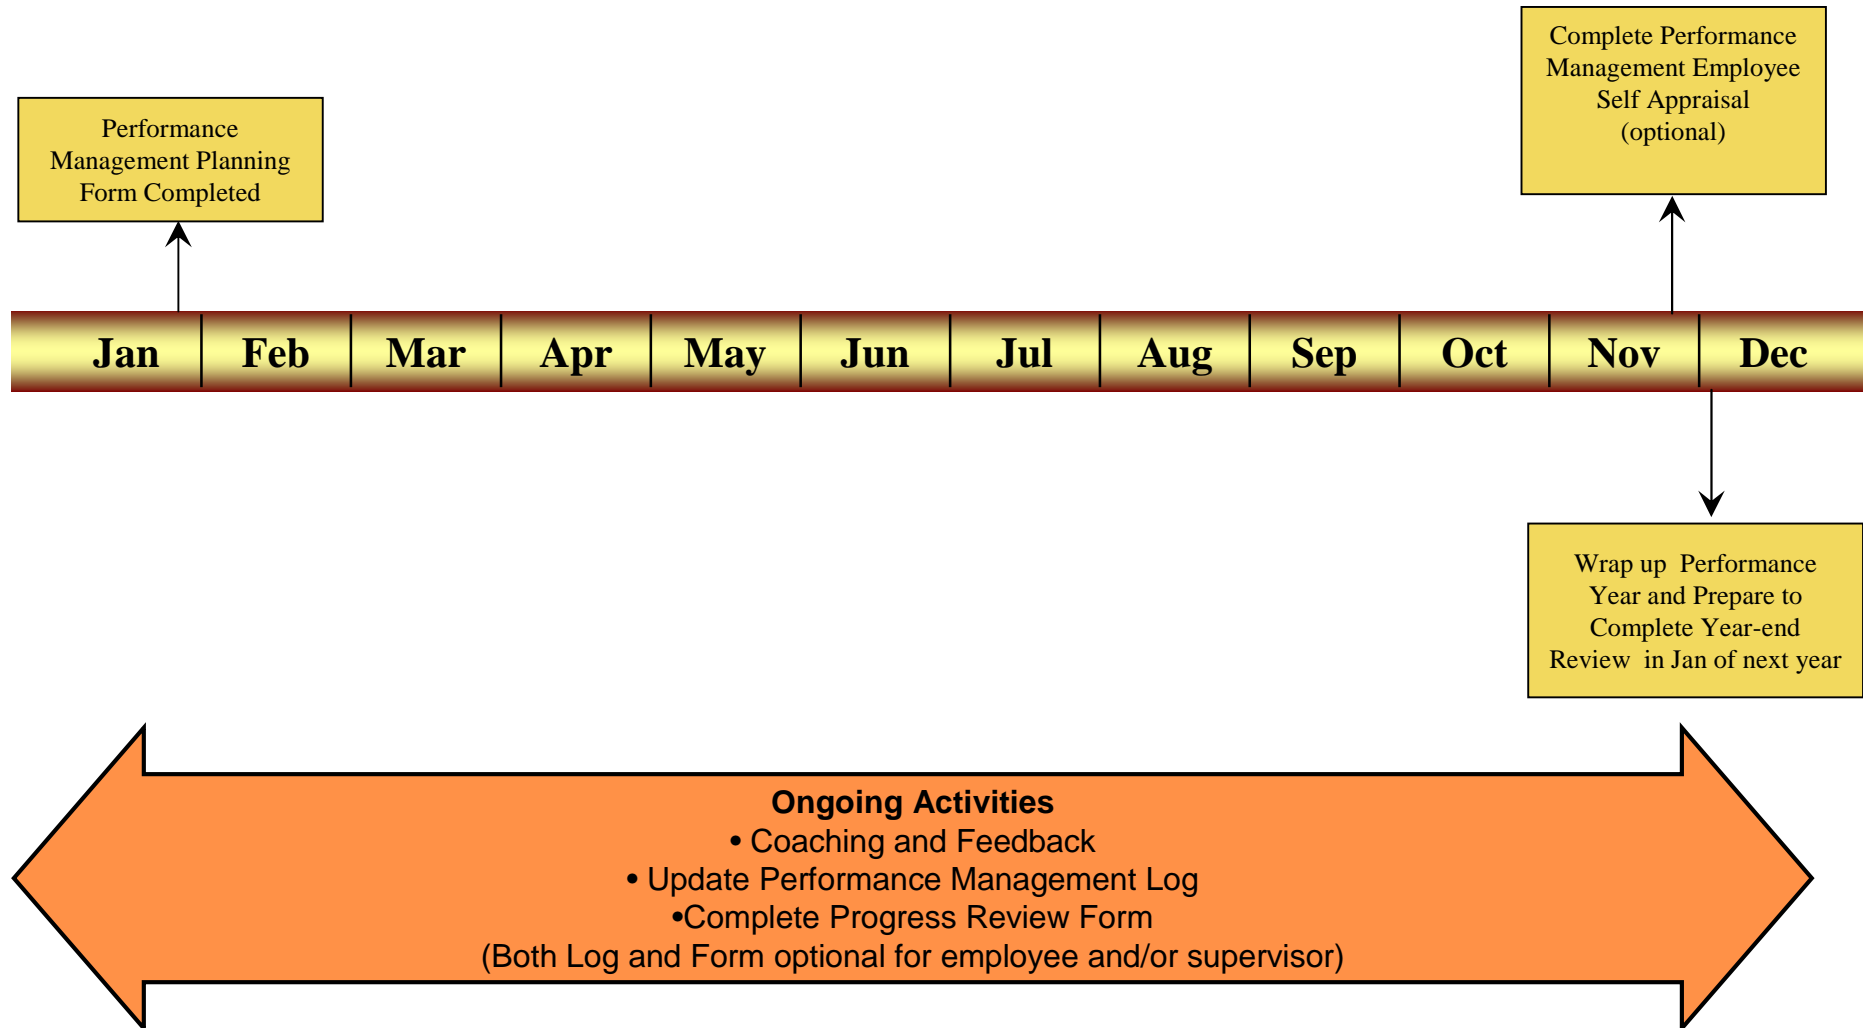 Complete Performance
Management Employee
Self Appraisal
(optional)
Performance
Management Planning
Form Completed
Jan Feb Mar Apr May Jun Jul Aug Sep Oct Nov Dec
Wrap up Performance
Year and Prepare to
Complete Year-end
Review in Jan of next year
Ongoing Activities
• Coaching and Feedback
• Update Performance Management Log
•Complete Progress Review Form
(Both Log and Form optional for employee and/or supervisor)